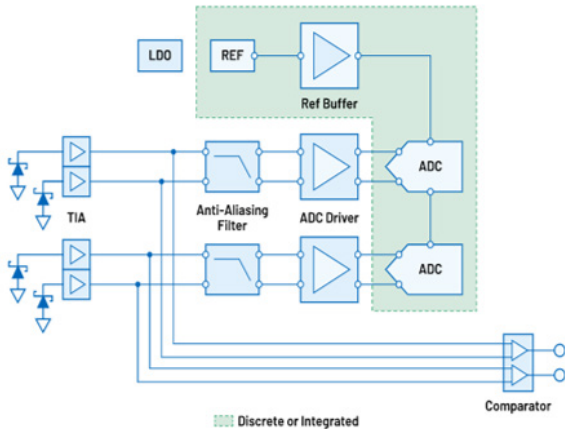 LDO
REF
Ref Buffer
ADC
TIA
Anti-Aliasing
Filter
ADC Driver
ADC
Comparator
Discrete or Integrated